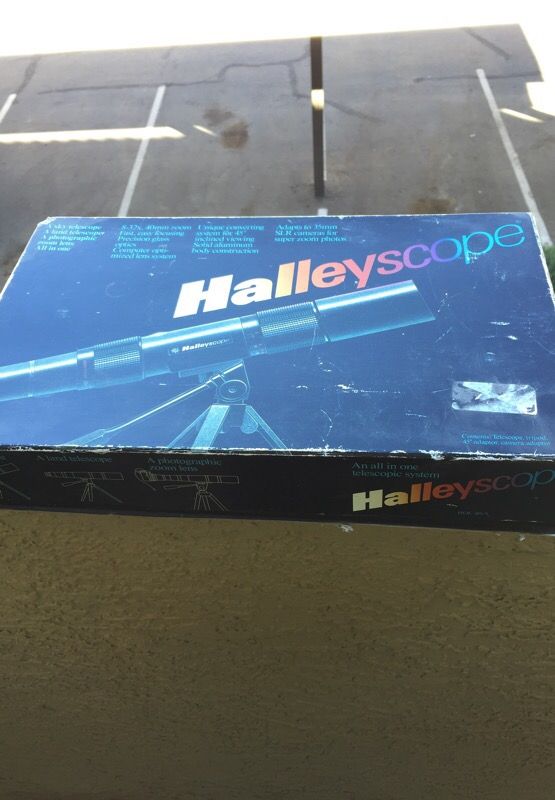 A sky telescope
A land telescope
A photographic
zoom lens
All in one
8-32x, 40mm zoom
Fast, easy focusing
Precision glass
optics
Computer opti-
mized lens system
Unique converting
system for 45°
inclined viewing
Solid aluminum
body construction
Adapts to 35mm
SLR cameras for
super zoom photos
Halleyscope
Halleyscope
Contents: Telescope, tripod,
45° adaptor, camera adaptor
A land telescope
A photographic
zoom lens
An all in one
telescopic system
Halleyscop